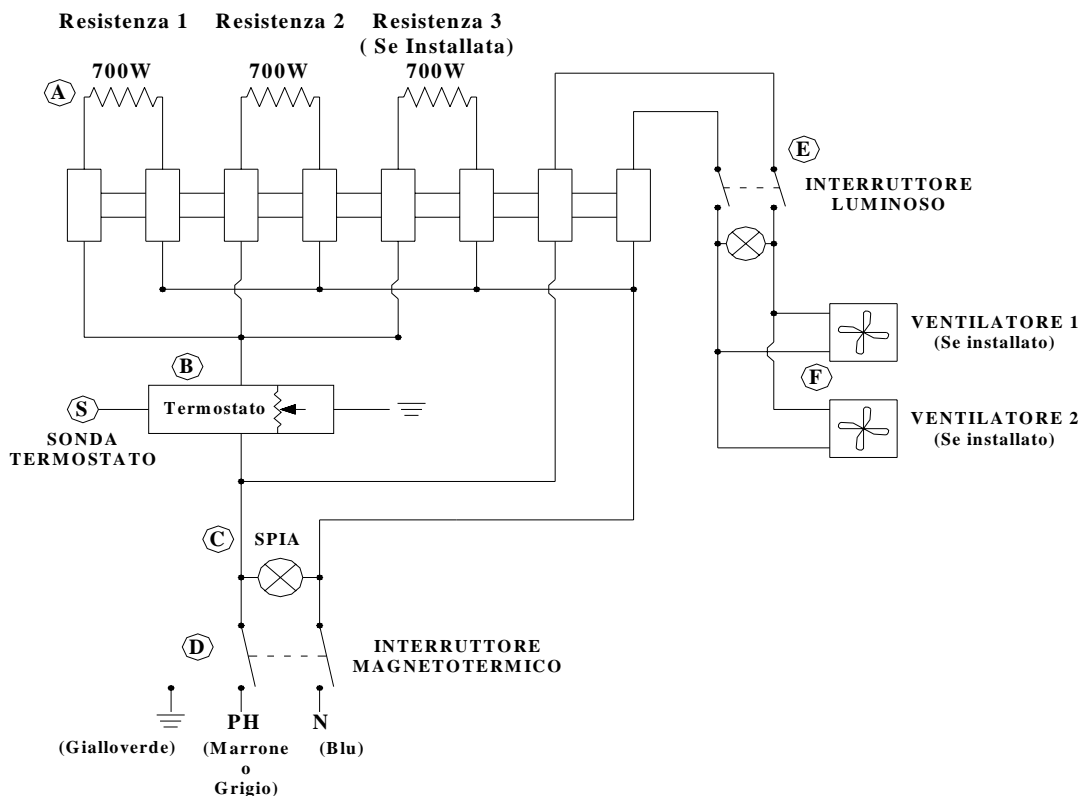 Resistenza 1
Resistenza 2
Resistenza 3
( Se Installata)
700W
700W
700W
A
E
INTERRUTTORE
LUMINOSO
VENTILATORE 1
(Se installato)
B
F
Termostato
S
SONDA
TERMOSTATO
VENTILATORE 2
(Se installato)
C
SPIA
D
INTERRUTTORE
MAGNETOTERMICO
PH
N
(Gialloverde)
(Marrone
o
Grigio)
(Blu)